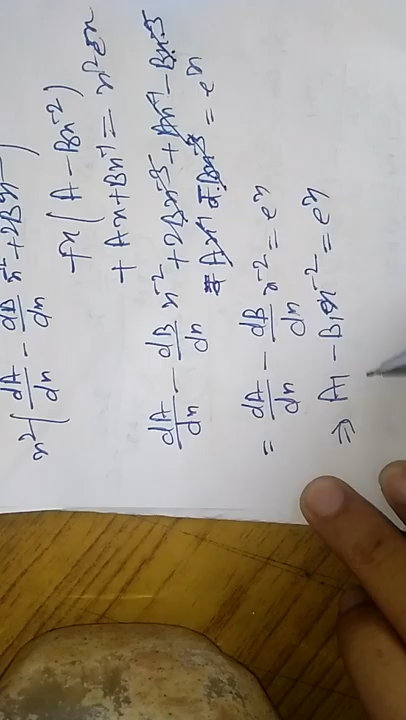 x²(dA/dx - dB/dx x⁻² + 2Bx⁻³)
+x(A - Bx⁻²)
+ Ax + Bx⁻¹ = x²eˣ
dA/dx - dB/dx x⁻² + 2Bx⁻³ + Ax⁻¹ - Bx⁻³
= eˣ
= dA/dx - dB/dx x⁻² = eˣ
⇒ A₁ - B₁x⁻² = eˣ